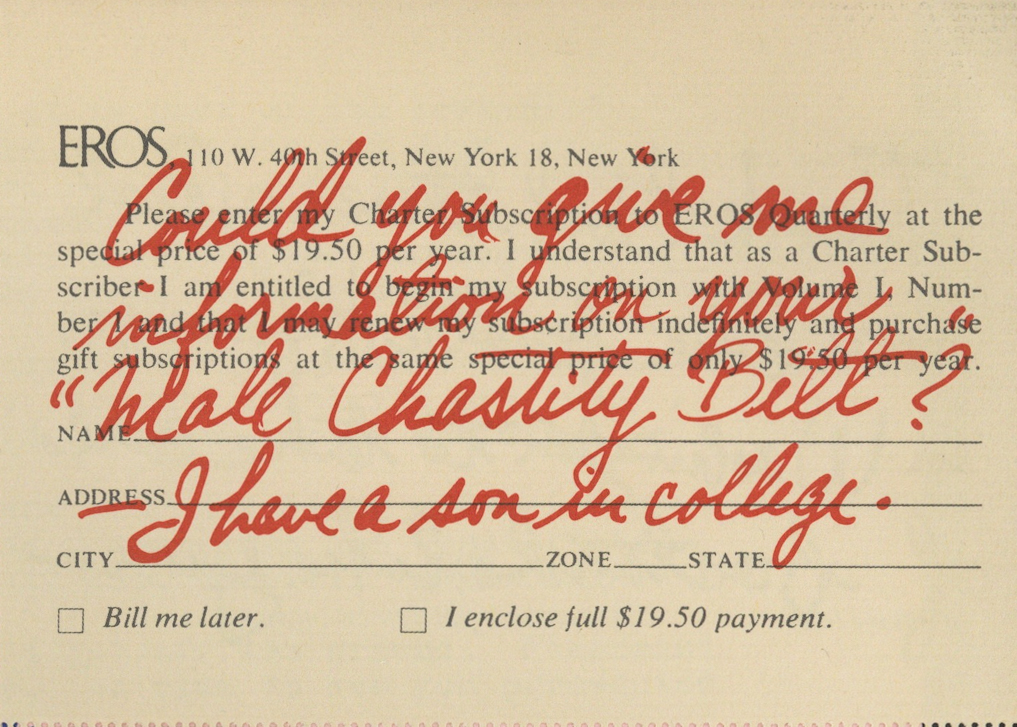 EROS, 110 W. 40th Street, New York 18, New York
Please enter my Charter Subscription to EROS Quarterly at the
special price of $19.50 per year. I understand that as a Charter Sub-
scriber I am entitled to begin my subscription with Volume I, Num-
ber 1 and that I may renew my subscription indefinitely and purchase
gift subscriptions at the same special price of only $19.50 per year.
NAME
ADDRESS
CITY ZONE STATE
Bill me later. I enclose full $19.50 payment.
Could you give me
information on your
"Male Chastity Belt"?
— I have a son in college.